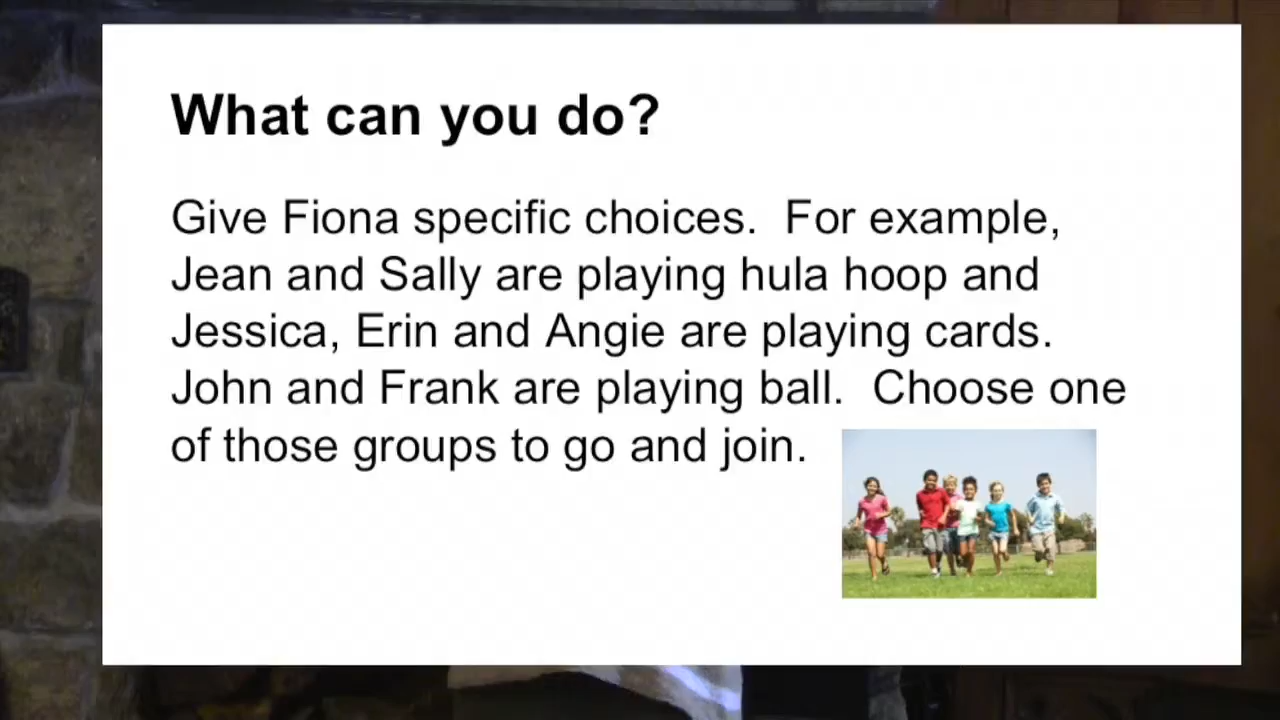 What can you do?
Give Fiona specific choices.  For example,
Jean and Sally are playing hula hoop and
Jessica, Erin and Angie are playing cards.
John and Frank are playing ball.  Choose one
of those groups to go and join.